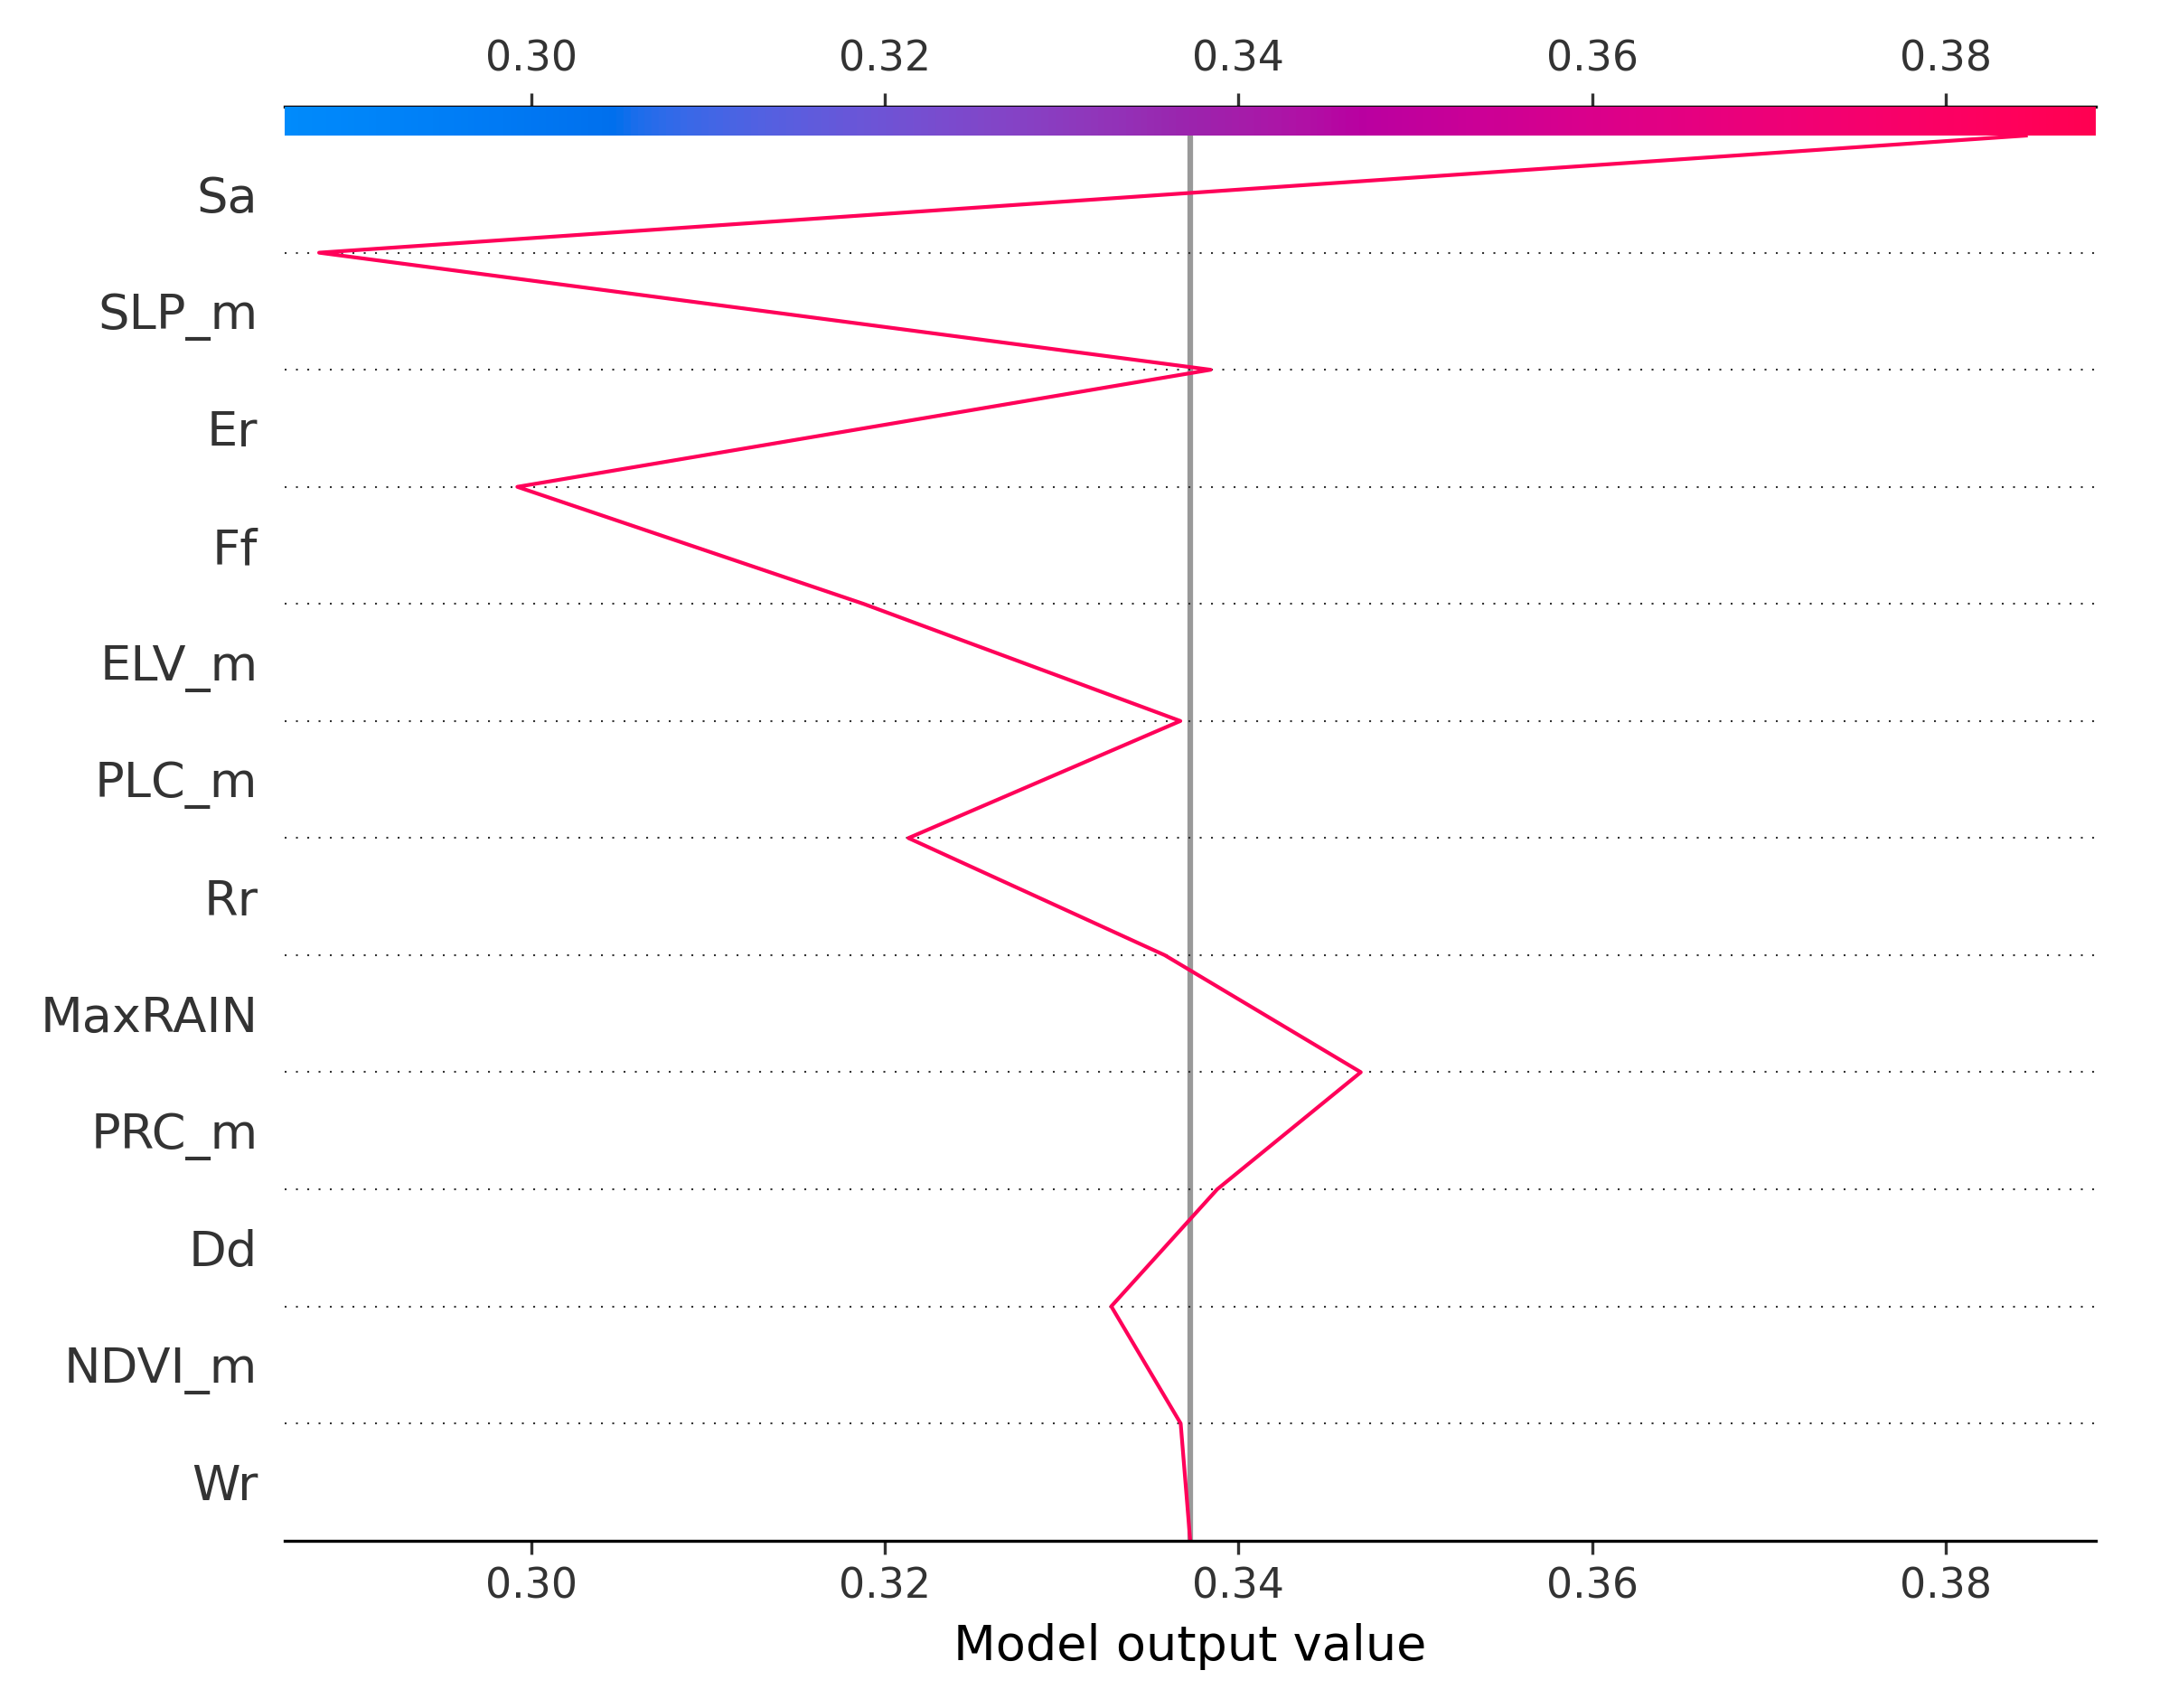 0.30 0.32 0.34 0.36 0.38
Sa
SLP_m
Er
Ff
ELV_m
PLC_m
Rr
MaxRAIN
PRC_m
Dd
NDVI_m
Wr
0.30 0.32 0.34 0.36 0.38
Model output value